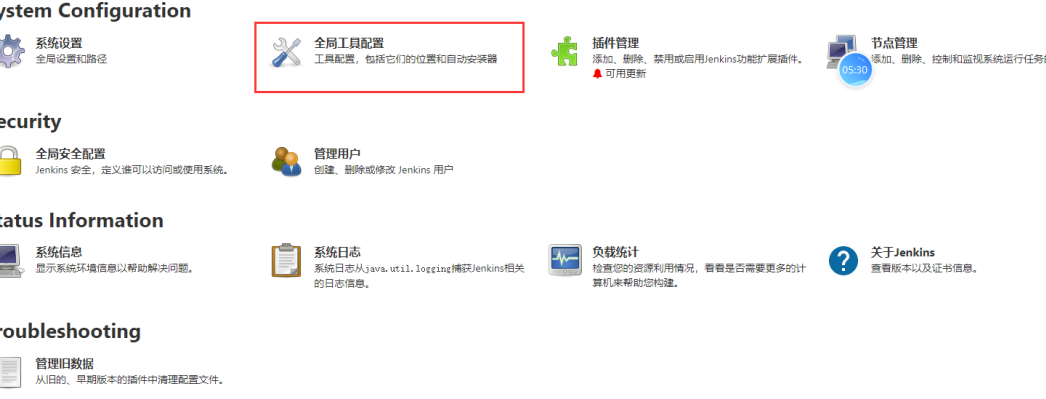 ystem Configuration
系统设置
全局设置和路径
全局工具配置
工具配置，包括它们的位置和自动安装器
插件管理
添加、删除、禁用或启用Jenkins功能扩展插件。
可用更新
节点管理
添加、删除、控制和监视系统运行任务的
05:30
ecurity
全局安全配置
Jenkins 安全，定义谁可以访问或使用系统。
管理用户
创建、删除或修改 Jenkins 用户
tatus Information
系统信息
显示系统环境信息以帮助解决问题。
系统日志
系统日志从java.util.logging捕获Jenkins相关
的日志信息。
负载统计
检查您的资源利用情况，看看是否需要更多的计
算机来帮助您构建。
关于Jenkins
查看版本以及证书信息。
roubleshooting
管理旧数据
从旧的、早期版本的插件中清理配置文件。